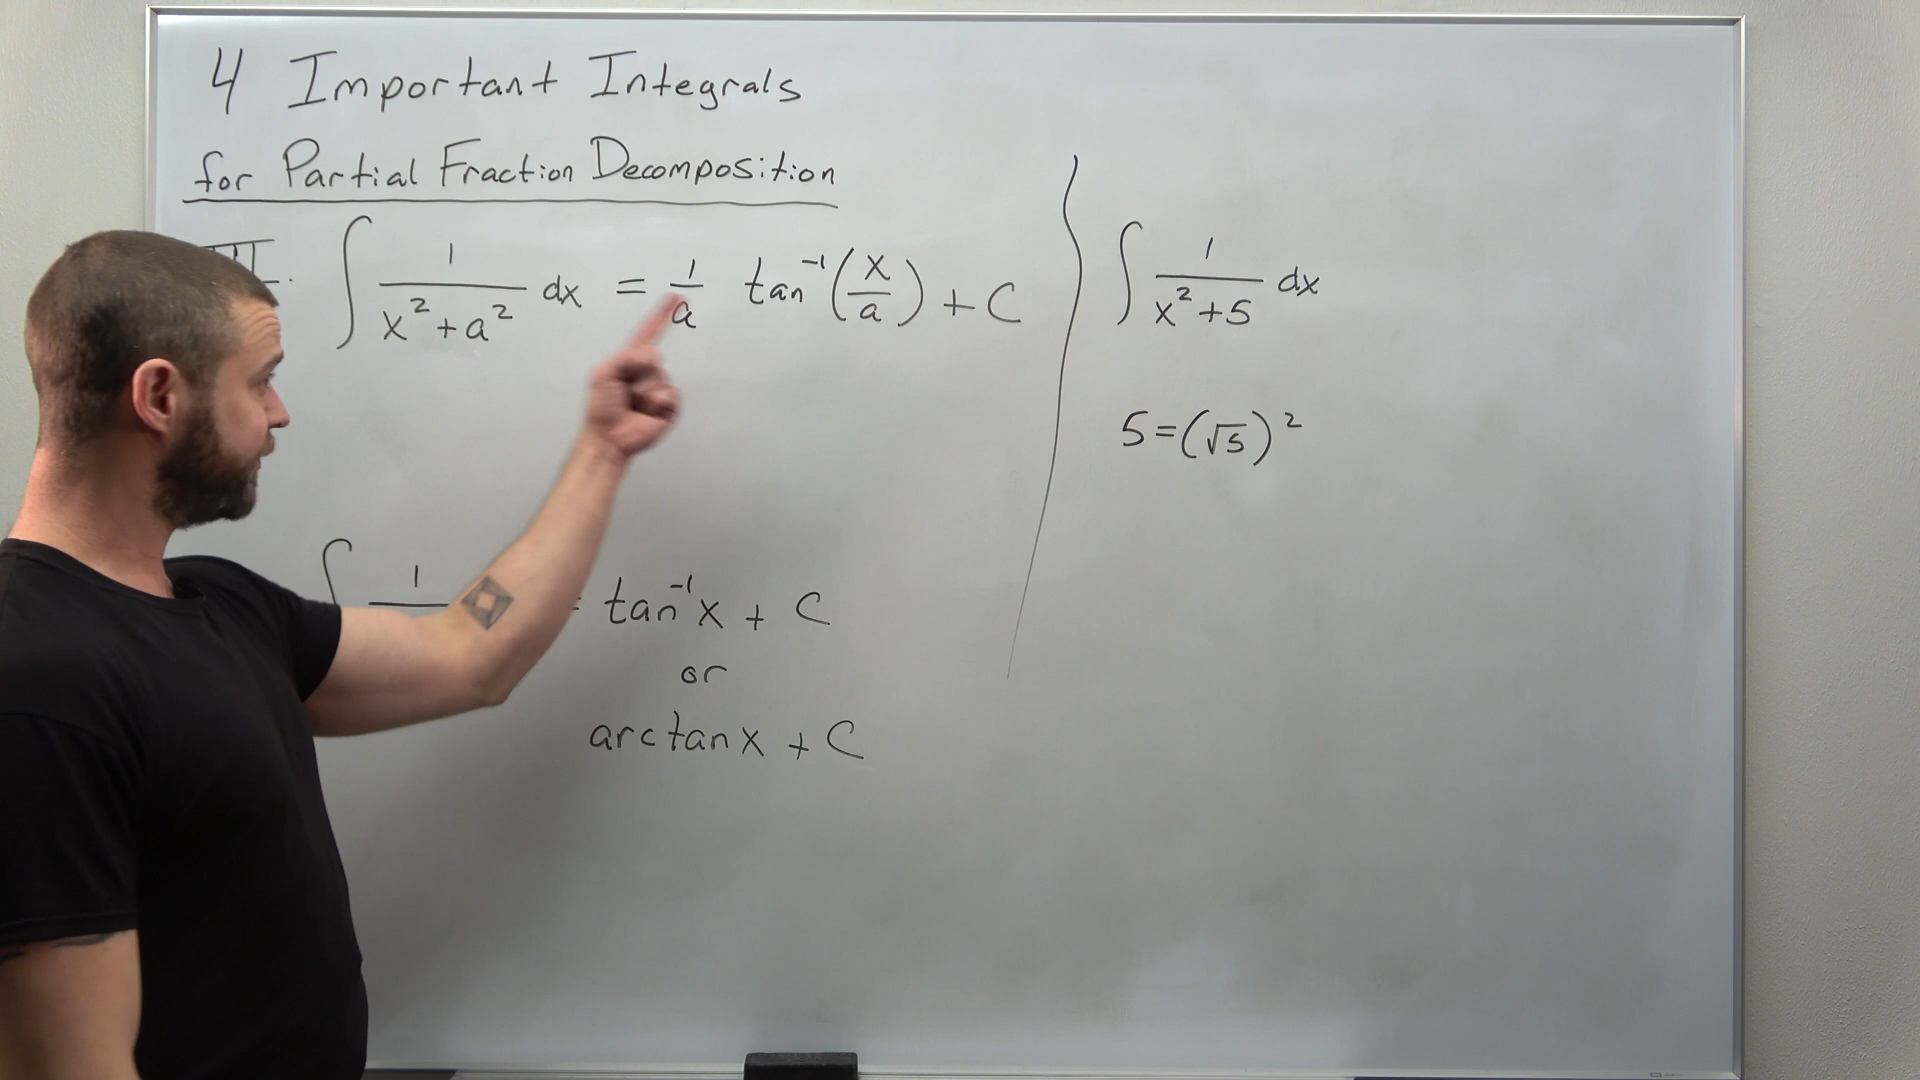 4 Important Integrals
for Partial Fraction Decomposition
∫ 1/(x² + a²) dx = 1/a tan⁻¹(x/a) + C
∫ 1 = tan⁻¹x + C
or
arctan x + C
∫ 1/(x² + 5) dx
5 = (√5)²